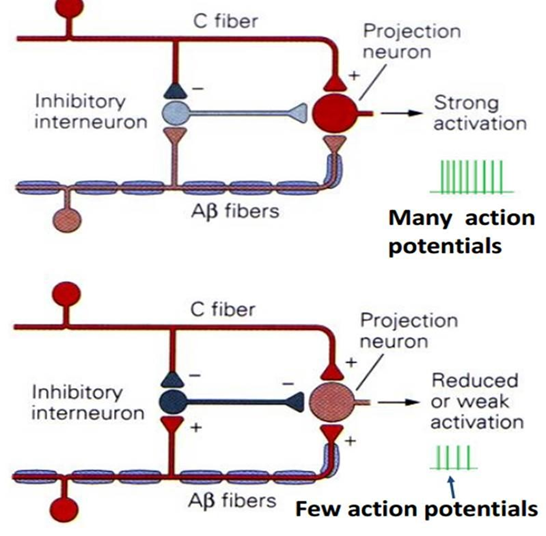 C fiber
Projection
neuron
−
+
Inhibitory
interneuron
Strong
activation
Aβ fibers
Many action
potentials
C fiber
Projection
neuron
−
−
+
Inhibitory
interneuron
Reduced
or weak
activation
+
+
Aβ fibers
Few action potentials